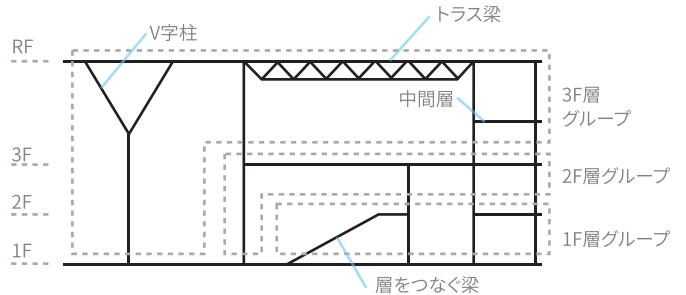 トラス梁
V字柱
RF
中間層
3F層
グループ
3F
2F層グループ
2F
1F層グループ
1F
層をつなぐ梁